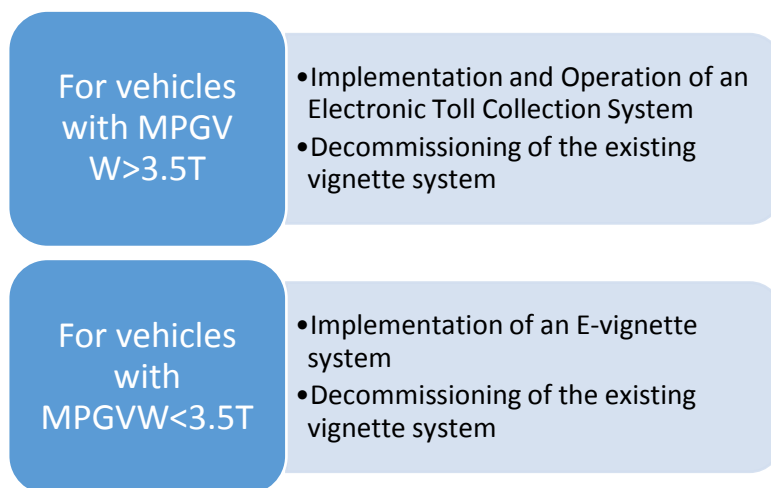 For vehicles
with MPGV
W>3.5T
•Implementation and Operation of an
Electronic Toll Collection System
•Decommissioning of the existing
vignette system
For vehicles
with
MPGVW<3.5T
•Implementation of an E-vignette
system
•Decommissioning of the existing
vignette system